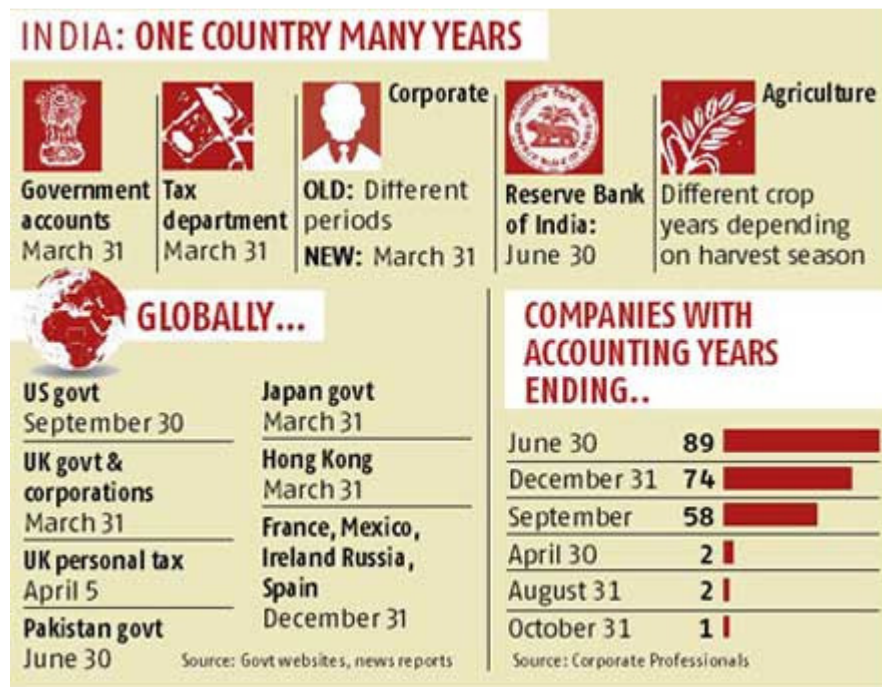 INDIA: ONE COUNTRY MANY YEARS
Government
accounts
March 31
Tax
department
March 31
Corporate
OLD: Different
periods
NEW: March 31
Reserve Bank
of India:
June 30
Agriculture
Different crop
years depending
on harvest season
GLOBALLY...
US govt
September 30
UK govt &
corporations
March 31
UK personal tax
April 5
Pakistan govt
June 30
Japan govt
March 31
Hong Kong
March 31
France, Mexico,
Ireland Russia,
Spain
December 31
Source: Govt websites, news reports
COMPANIES WITH
ACCOUNTING YEARS
ENDING..
June 30 89
December 31 74
September 58
April 30 2
August 31 2
October 31 1
Source: Corporate Professionals